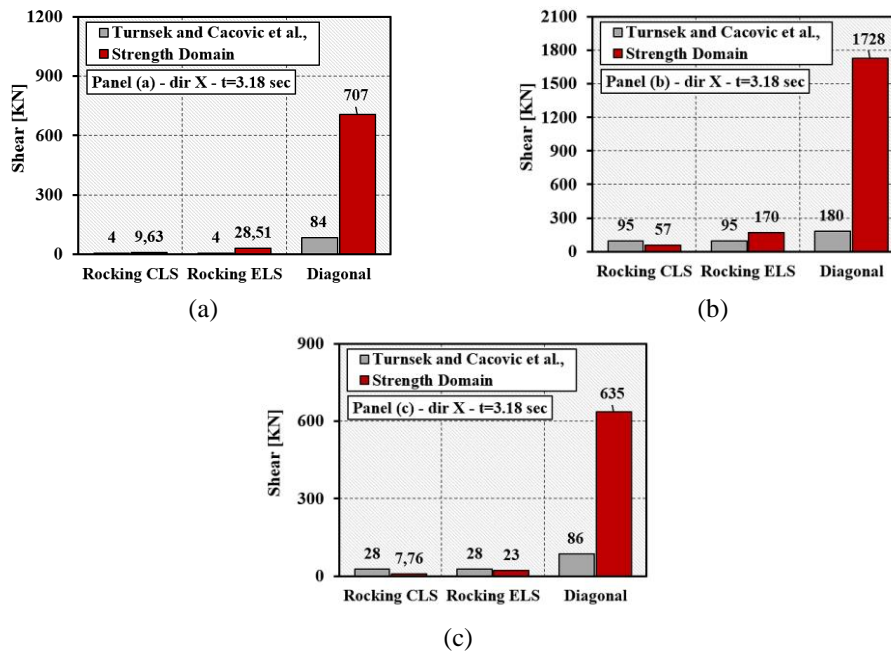 1200
900
600
300
0
Shear [KN]
Turnsek and Cacovic et al.,
Strength Domain
Panel (a) - dir X - t=3.18 sec
707
84
4 9,63 4 28,51
Rocking CLS Rocking ELS Diagonal
(a)
2100
1800
1500
1200
900
600
300
0
Shear [KN]
Turnsek and Cacovic et al.,
Strength Domain
Panel (b) - dir X - t=3.18 sec
1728
95 57 95 170 180
Rocking CLS Rocking ELS Diagonal
(b)
900
600
300
0
Shear [KN]
Turnsek and Cacovic et al.,
Strength Domain
Panel (c) - dir X - t=3.18 sec
635
28 7,76 28 23 86
Rocking CLS Rocking ELS Diagonal
(c)